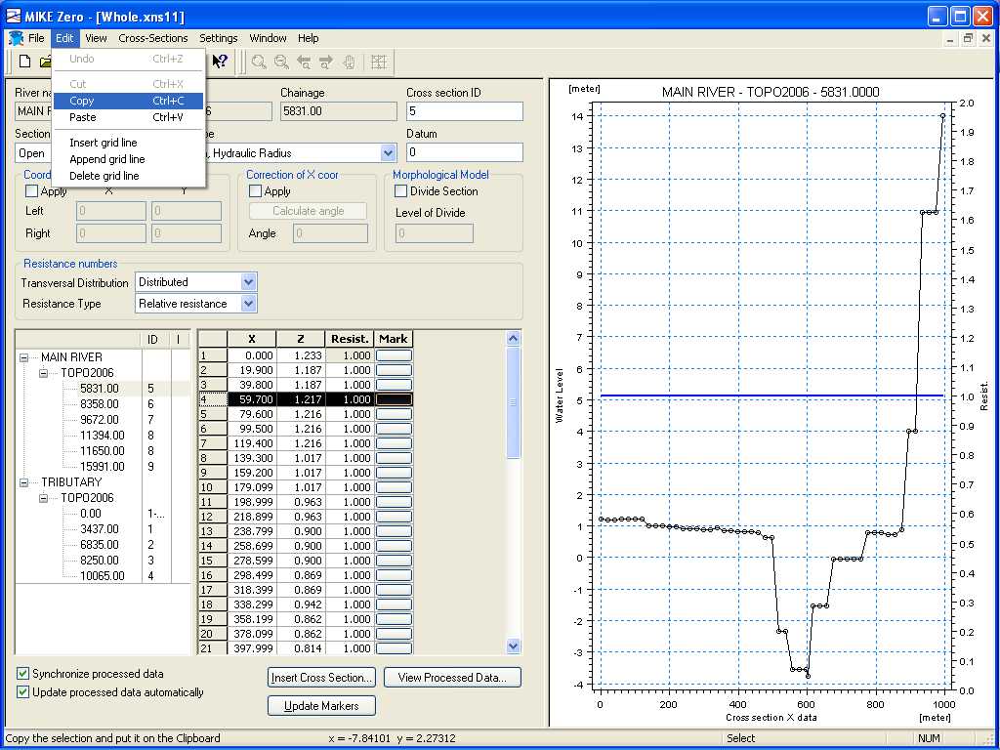 MIKE Zero - [Whole.xns11]
File Edit View Cross-Sections Settings Window Help
Undo Ctrl+Z
Cut Ctrl+X
Copy Ctrl+C
Paste Ctrl+V
Insert grid line
Append grid line
Delete grid line
River na
Chainage
Cross section ID
MAIN R
6
5831.00
5
Section
pe
Datum
Open
, Hydraulic Radius
0
Coord
Apply X Y
Left 0 0
Right 0 0
Correction of X coor
Apply
Calculate angle
Angle 0
Morphological Model
Divide Section
Level of Divide
0
Resistance numbers
Transversal Distribution Distributed
Resistance Type Relative resistance
ID I
MAIN RIVER
TOPO2006
5831.00 5
8358.00 6
9672.00 7
11394.00 8
11650.00 8
15991.00 9
TRIBUTARY
TOPO2006
0.00 1-...
3437.00 1
6835.00 2
8250.00 3
10065.00 4
X Z Resist. Mark
1 0.000 1.233 1.000
2 19.900 1.187 1.000
3 39.800 1.187 1.000
4 59.700 1.217 1.000
5 79.600 1.216 1.000
6 99.500 1.216 1.000
7 119.400 1.216 1.000
8 139.300 1.017 1.000
9 159.200 1.017 1.000
10 179.099 1.017 1.000
11 198.999 0.963 1.000
12 218.899 0.963 1.000
13 238.799 0.900 1.000
14 258.699 0.900 1.000
15 278.599 0.900 1.000
16 298.499 0.869 1.000
17 318.399 0.869 1.000
18 338.299 0.942 1.000
19 358.199 0.862 1.000
20 378.099 0.862 1.000
21 397.999 0.814 1.000
Synchronize processed data
Update processed data automatically
Insert Cross Section...
View Processed Data...
Update Markers
[meter]
MAIN RIVER - TOPO2006 - 5831.0000
14
13
12
11
10
9
8
7
6
5
4
3
2
1
0
-1
-2
-3
-4
Water Level
2.0
1.9
1.8
1.7
1.6
1.5
1.4
1.3
1.2
1.1
1.0
0.9
0.8
0.7
0.6
0.5
0.4
0.3
0.2
0.1
0.0
Resist.
0 200 400 600 800 1000
Cross section X data
[meter]
Copy the selection and put it on the Clipboard
x = -7.84101 y = 2.27312
Select
NUM